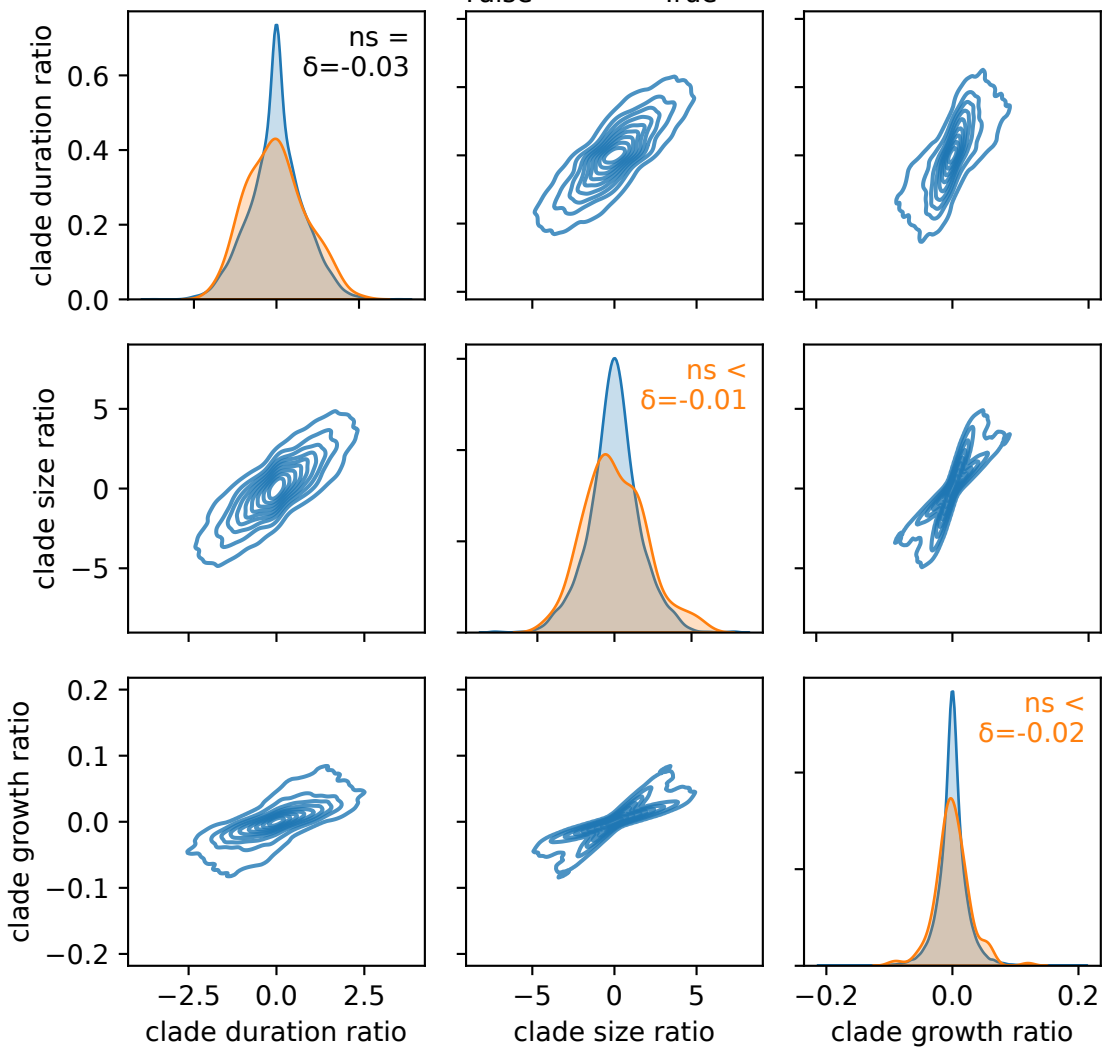 clade duration ratio
0.6
0.4
0.2
0.0
ns =
δ=-0.03
clade size ratio
5
0
−5
ns <
δ=-0.01
clade growth ratio
0.2
0.1
0.0
−0.1
−0.2
ns <
δ=-0.02
−2.5 0.0 2.5
−5 0 5
−0.2 0.0 0.2
clade duration ratio
clade size ratio
clade growth ratio